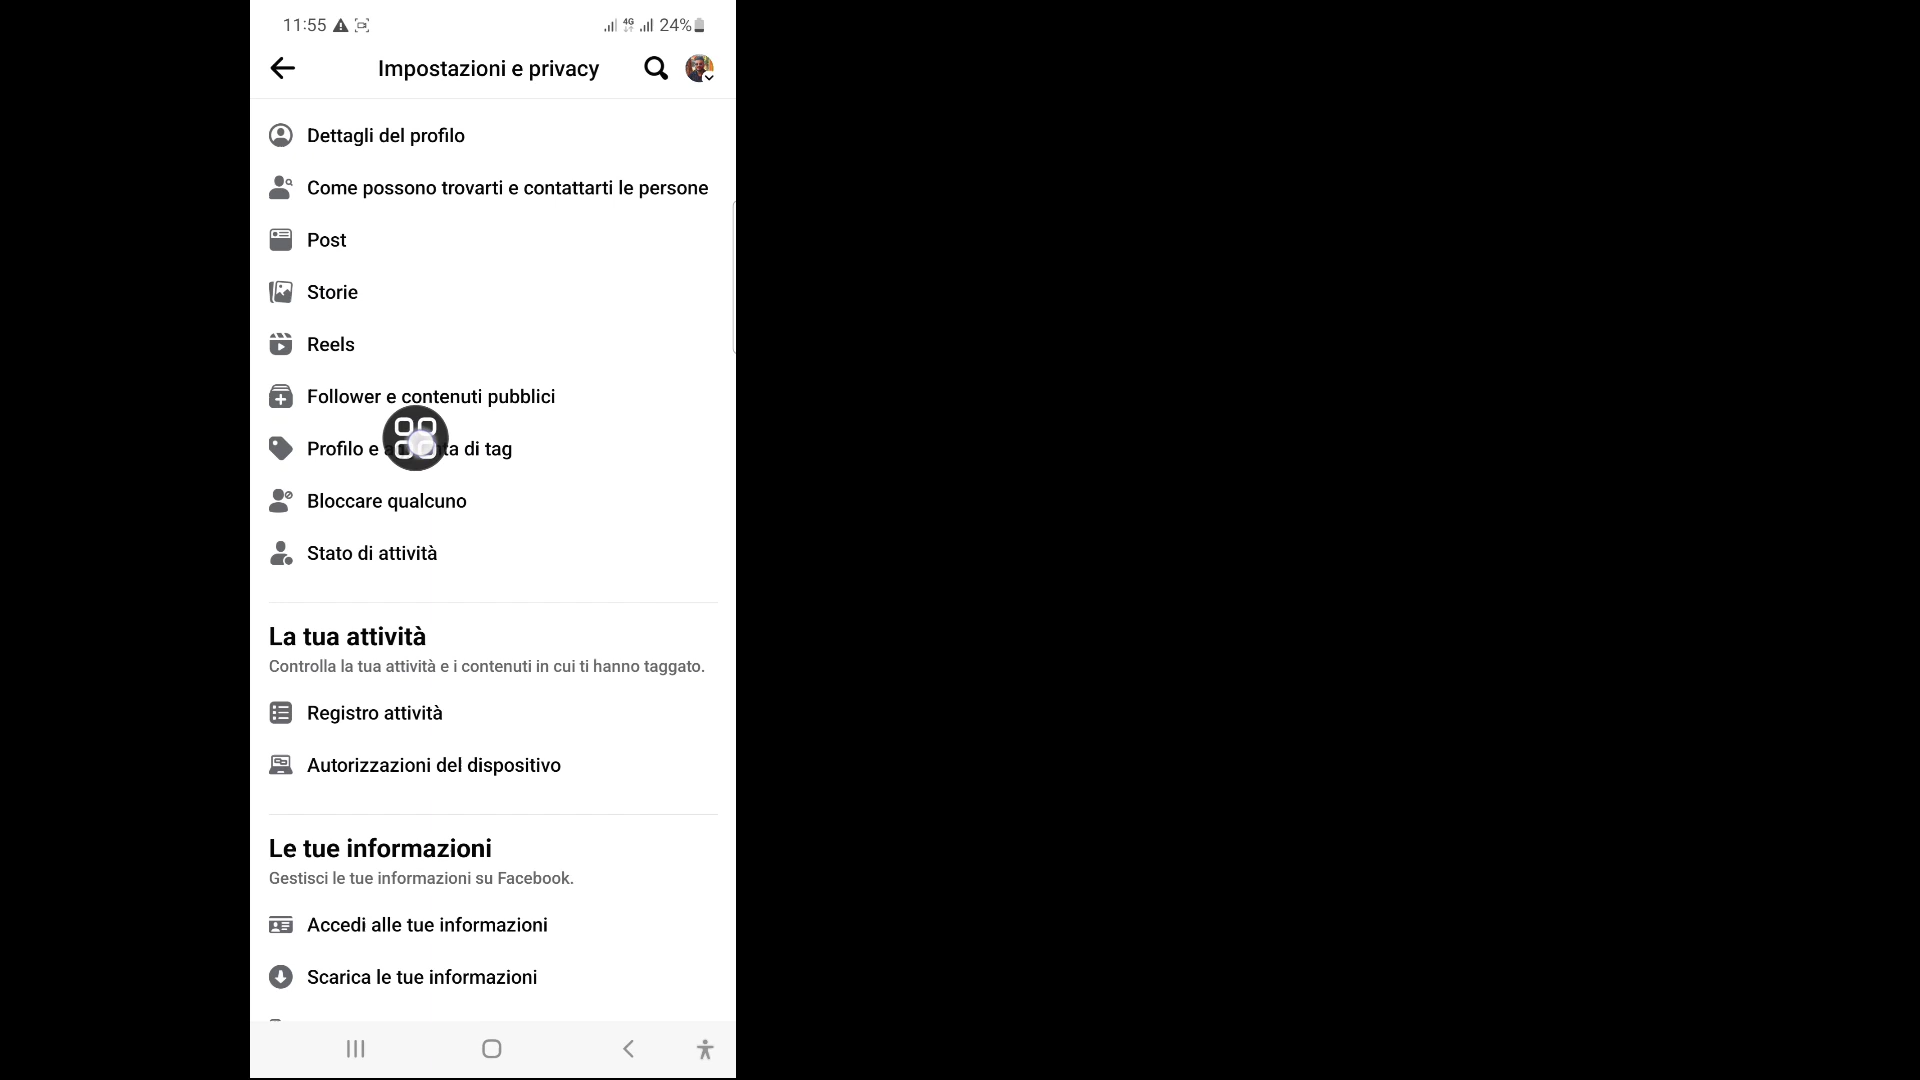 11:55 4G 24%
Impostazioni e privacy
Dettagli del profilo
Come possono trovarti e contattarti le persone
Post
Storie
Reels
Follower e contenuti pubblici
Profilo e di tag
Bloccare qualcuno
Stato di attività
La tua attività
Controlla la tua attività e i contenuti in cui ti hanno taggato.
Registro attività
Autorizzazioni del dispositivo
Le tue informazioni
Gestisci le tue informazioni su Facebook.
Accedi alle tue informazioni
Scarica le tue informazioni